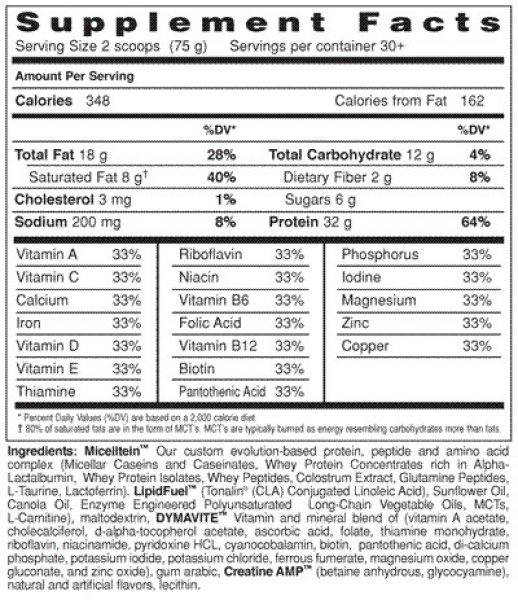 Supplement Facts
Serving Size 2 scoops (75 g) Servings per container 30+
Amount Per Serving
Calories 348 Calories from Fat 162
%DV* %DV*
Total Fat 18 g 28% Total Carbohydrate 12 g 4%
Saturated Fat 8 g† 40% Dietary Fiber 2 g 8%
Cholesterol 3 mg 1% Sugars 6 g
Sodium 200 mg 8% Protein 32 g 64%
Vitamin A 33% Riboflavin 33% Phosphorus 33%
Vitamin C 33% Niacin 33% Iodine 33%
Calcium 33% Vitamin B6 33% Magnesium 33%
Iron 33% Folic Acid 33% Zinc 33%
Vitamin D 33% Vitamin B12 33% Copper 33%
Vitamin E 33% Biotin 33%
Thiamine 33% Pantothenic Acid 33%
* Percent Daily Values (%DV) are based on a 2,000 calorie diet.
† 80% of saturated fats are in the form of MCT's. MCT's are typically burned as energy resembling carbohydrates more than fats.
Ingredients: Micelltein™ Our custom evolution-based protein, peptide and amino acid
complex (Micellar Caseins and Caseinates, Whey Protein Concentrates rich in Alpha-
Lactalbumin, Whey Protein Isolates, Whey Peptides, Colostrum Extract, Glutamine Peptides,
L-Taurine, Lactoferrin). LipidFuel™ (Tonalin® (CLA) Conjugated Linoleic Acid), Sunflower Oil,
Canola Oil, Enzyme Engineered Polyunsaturated Long-Chain Vegetable Oils, MCTs,
L-Carnitine), maltodextrin, DYMAVITE™ Vitamin and mineral blend of (vitamin A acetate,
cholecalciferol, d-alpha-tocopherol acetate, ascorbic acid, folate, thiamine monohydrate,
riboflavin, niacinamide, pyridoxine HCL, cyanocobalamin, biotin, pantothenic acid, di-calcium
phosphate, potassium iodide, potassium chloride, ferrous fumerate, magnesium oxide, copper
gluconate, and zinc oxide), gum arabic, Creatine AMP™ (betaine anhydrous, glycocyamine),
natural and artificial flavors, lecithin.